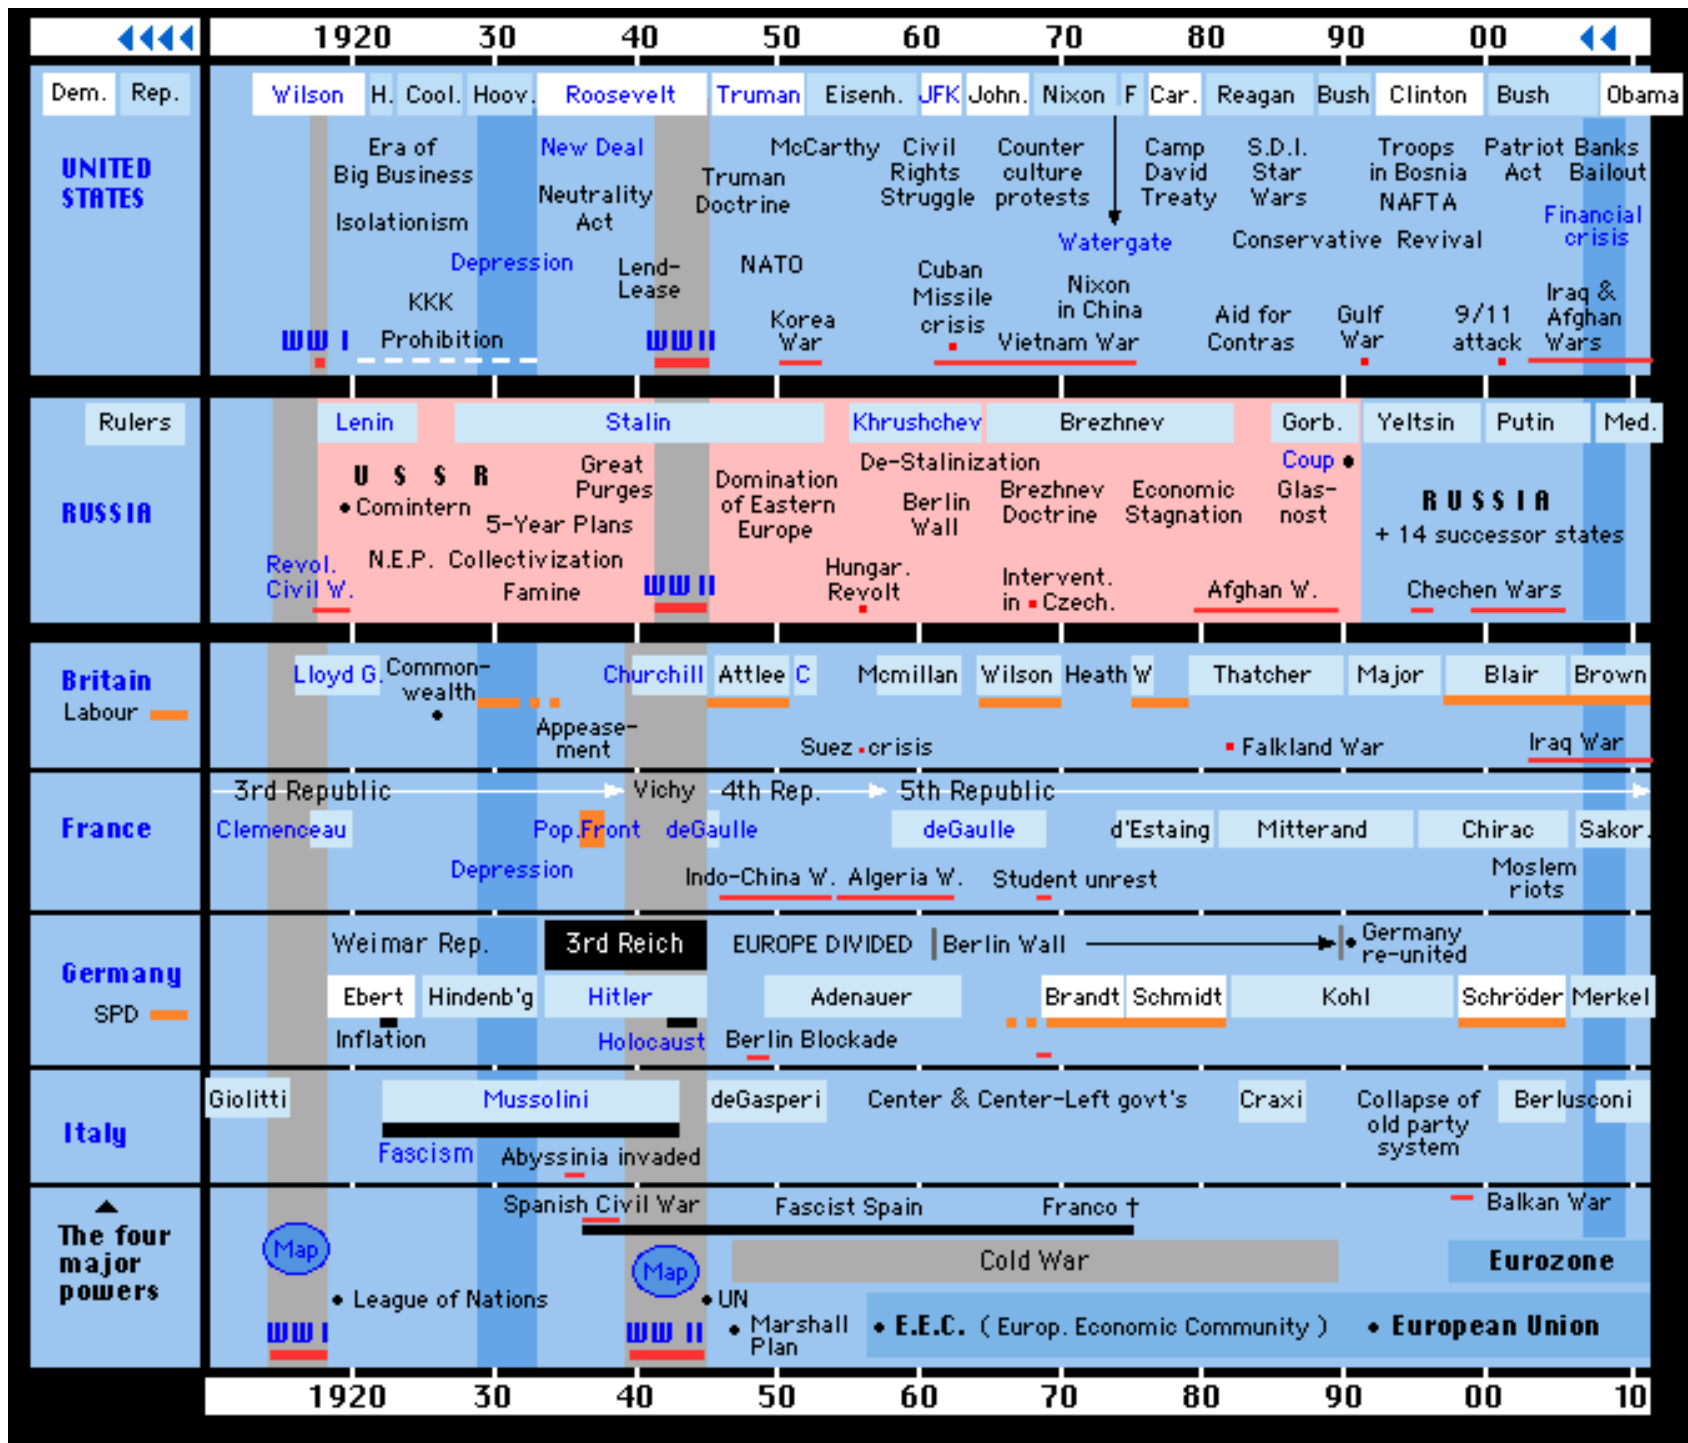 1920 30 40 50 60 70 80 90 00
Dem. Rep. Wilson H. Cool. Hoov. Roosevelt Truman Eisenh. JFK John. Nixon F Car. Reagan Bush Clinton Bush Obama
UNITED
STATES
Era of
Big Business
Isolationism
Depression
KKK
Prohibition
WW I
New Deal
Neutrality
Act
Lend-
Lease
WW II
Truman
Doctrine
NATO
McCarthy
Korea
War
Civil
Rights
Struggle
Cuban
Missile
crisis
Counter
culture
protests
Watergate
Nixon
in China
Vietnam War
Camp
David
Treaty
S.D.I.
Star
Wars
Conservative Revival
Aid for
Contras
Gulf
War
Troops
in Bosnia
NAFTA
Patriot
Act
9/11
attack
Banks
Bailout
Financial
crisis
Iraq &
Afghan
Wars
Rulers Lenin Stalin Khrushchev Brezhnev Gorb. Yeltsin Putin Med.
RUSSIA
USSR
Comintern
Revol.
Civil W.
N.E.P. Collectivization
5-Year Plans
Famine
Great
Purges
WW II
Domination
of Eastern
Europe
De-Stalinization
Hungar.
Revolt
Berlin
Wall
Brezhnev
Doctrine
Intervent.
in Czech.
Economic
Stagnation
Afghan W.
Coup
Glas-
nost
RUSSIA
+ 14 successor states
Chechen Wars
Britain
Labour
Lloyd G. Common-
wealth
Churchill Attlee C Mcmillan Wilson Heath W Thatcher Major Blair Brown
Appease-
ment
Suez crisis
Falkland War
Iraq War
France
3rd Republic Vichy 4th Rep. 5th Republic
Clemenceau Pop.Front deGaulle deGaulle d'Estaing Mitterand Chirac Sakor.
Depression
Indo-China W. Algeria W. Student unrest
Moslem
riots
Germany
SPD
Weimar Rep. 3rd Reich EUROPE DIVIDED Berlin Wall
Germany
re-united
Ebert Hindenb'g Hitler Adenauer Brandt Schmidt Kohl Schröder Merkel
Inflation Holocaust Berlin Blockade
Italy
Giolitti Mussolini deGasperi Center & Center-Left govt's Craxi
Collapse of
old party
system
Berlusconi
Fascism Abyssinia invaded
The four
major
powers
Spanish Civil War Fascist Spain Franco † Balkan War
Map Map Cold War Eurozone
League of Nations UN
WW I WW II
Marshall
Plan
E.E.C. ( Europ. Economic Community ) European Union
1920 30 40 50 60 70 80 90 00 10